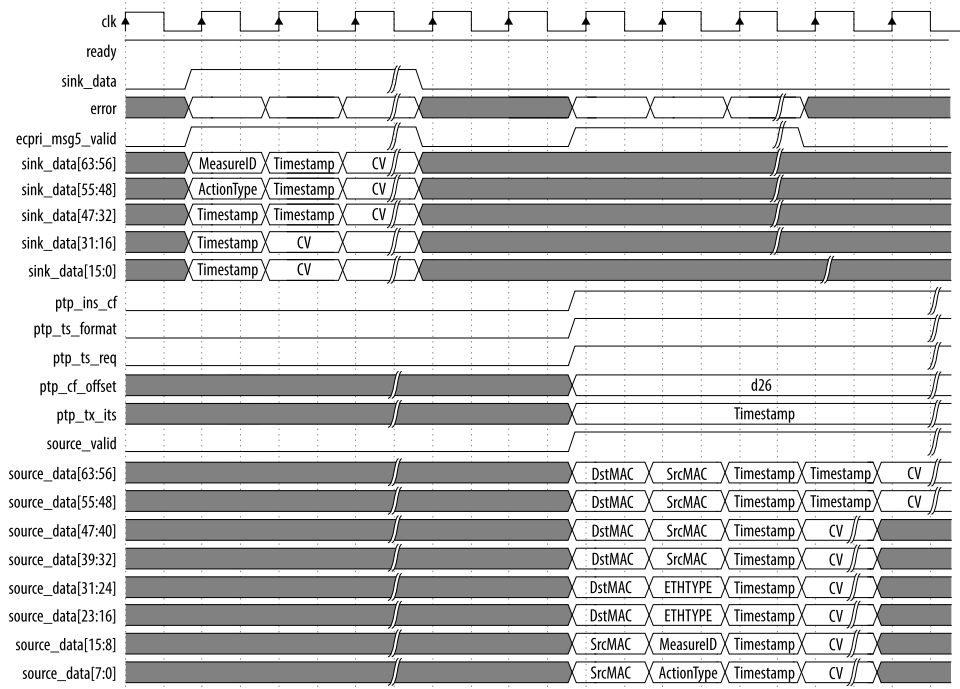 clk
ready
sink_data
error
ecpri_msg5_valid
sink_data[63:56] MeasureID Timestamp CV
sink_data[55:48] ActionType Timestamp CV
sink_data[47:32] Timestamp Timestamp CV
sink_data[31:16] Timestamp CV
sink_data[15:0] Timestamp CV
ptp_ins_cf
ptp_ts_format
ptp_ts_req
ptp_cf_offset d26
ptp_tx_its Timestamp
source_valid
source_data[63:56] DstMAC SrcMAC Timestamp Timestamp CV
source_data[55:48] DstMAC SrcMAC Timestamp Timestamp CV
source_data[47:40] DstMAC SrcMAC Timestamp CV
source_data[39:32] DstMAC SrcMAC Timestamp CV
source_data[31:24] DstMAC ETHTYPE Timestamp CV
source_data[23:16] DstMAC ETHTYPE Timestamp CV
source_data[15:8] SrcMAC MeasureID Timestamp CV
source_data[7:0] SrcMAC ActionType Timestamp CV